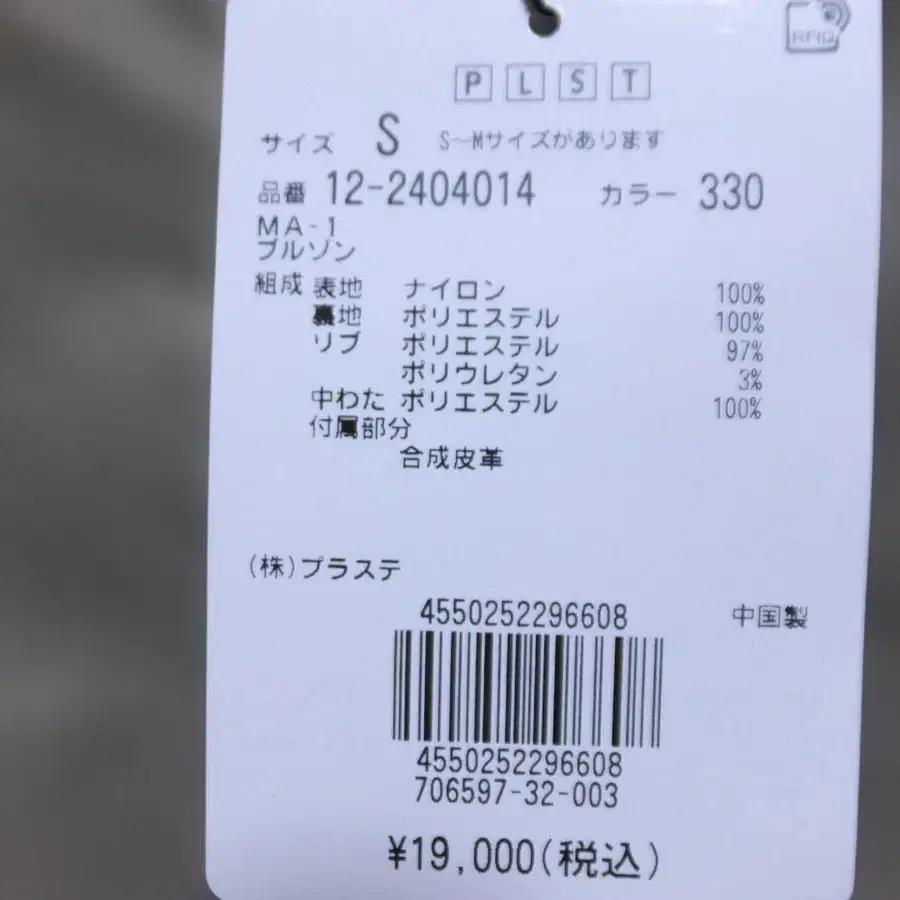 RFID
PLST
サイズ S S～Mサイズがあります
品番 12-2404014 カラー 330
MA-1
ブルゾン
組成 表地 ナイロン 100%
裏地 ポリエステル 100%
リブ ポリエステル 97%
ポリウレタン 3%
中わた ポリエステル 100%
付属部分
合成皮革
(株)プラステ
4550252296608 中国製
4550252296608
706597-32-003
¥19,000(税込)